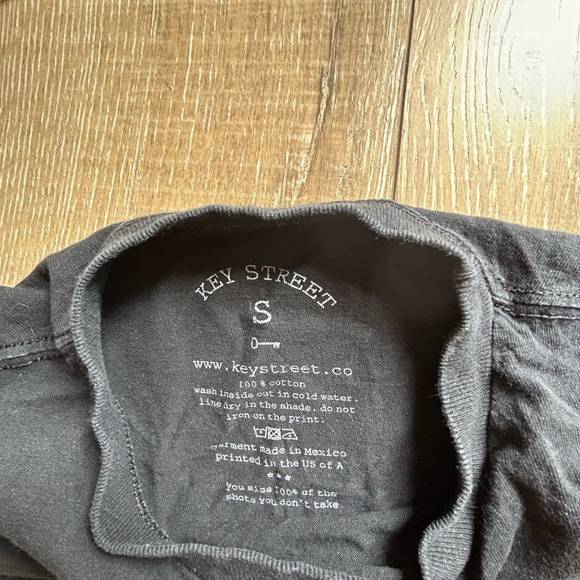 KEY STREET
S
www.keystreet.co
100% cotton
wash inside out in cold water.
line dry in the shade. do not
iron on the print.
garment made in Mexico
printed in the US of A
***
you miss 100% of the
shots you don't take